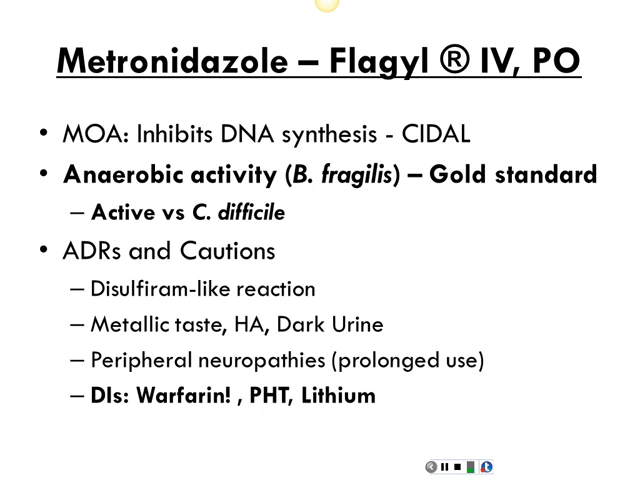 Metronidazole – Flagyl ® IV, PO
• MOA: Inhibits DNA synthesis - CIDAL
• Anaerobic activity (B. fragilis) – Gold standard
– Active vs C. difficile
• ADRs and Cautions
– Disulfiram-like reaction
– Metallic taste, HA, Dark Urine
– Peripheral neuropathies (prolonged use)
– DIs: Warfarin! , PHT, Lithium